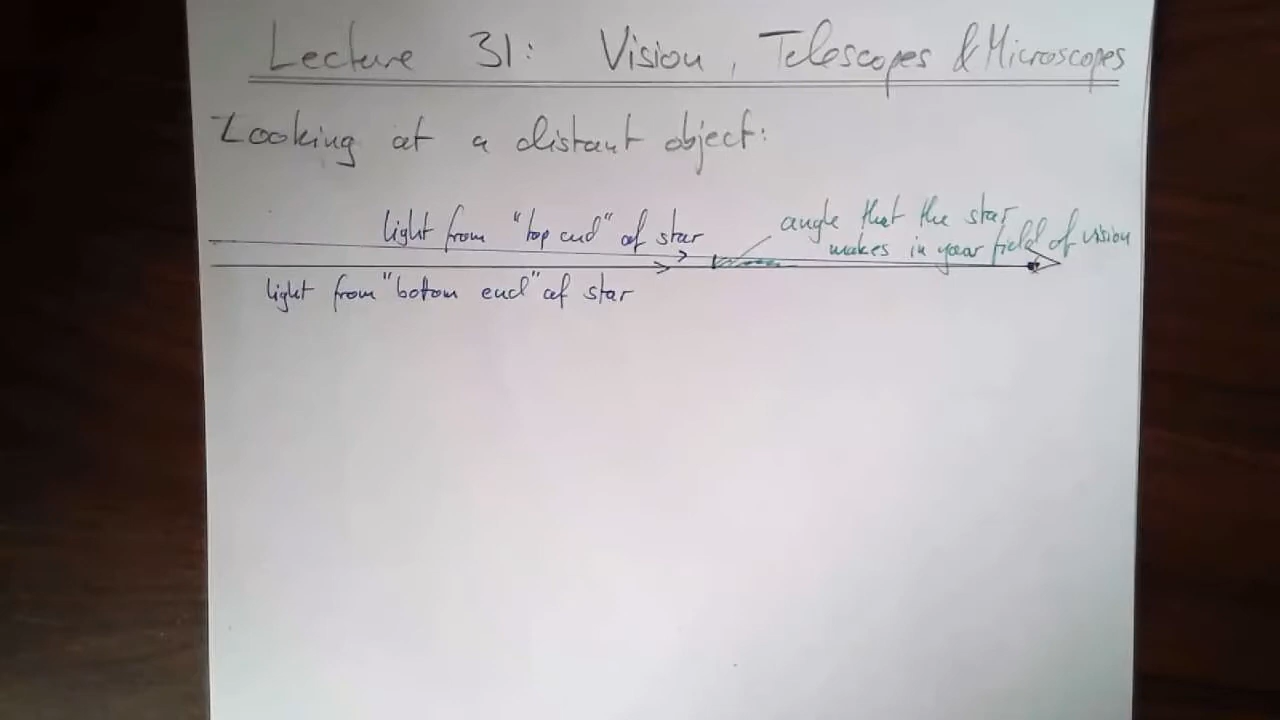 Lecture 31: Vision, Telescopes & Microscopes
Looking at a distant object:
light from "top end" of star
angle that the star
makes in your field of vision
light from "bottom end" of star